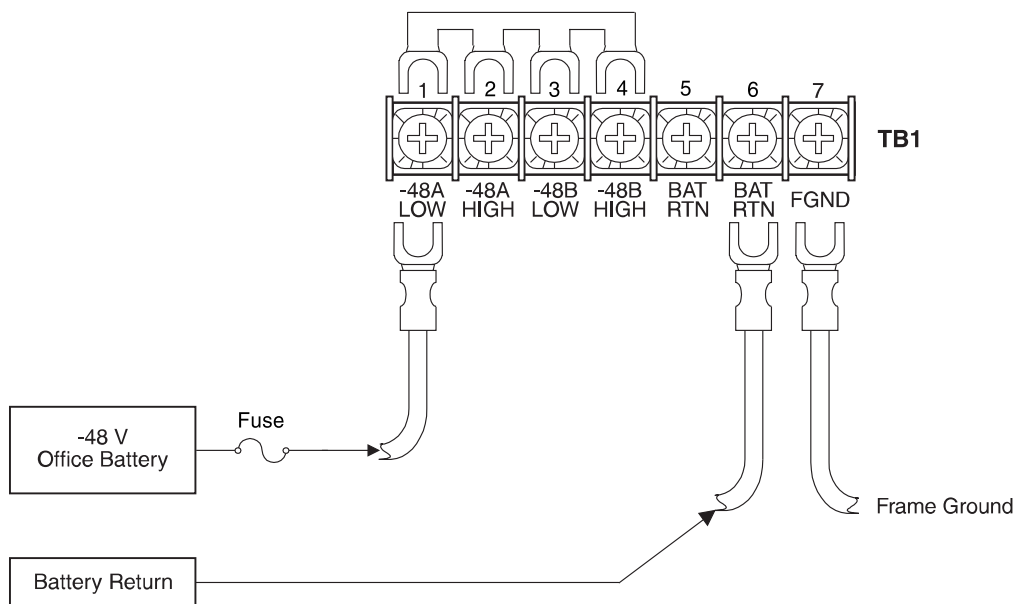 1 2 3 4 5 6 7
TB1
-48A LOW
-48A HIGH
-48B LOW
-48B HIGH
BAT RTN
BAT RTN
FGND
Fuse
-48 V
Office Battery
Frame Ground
Battery Return